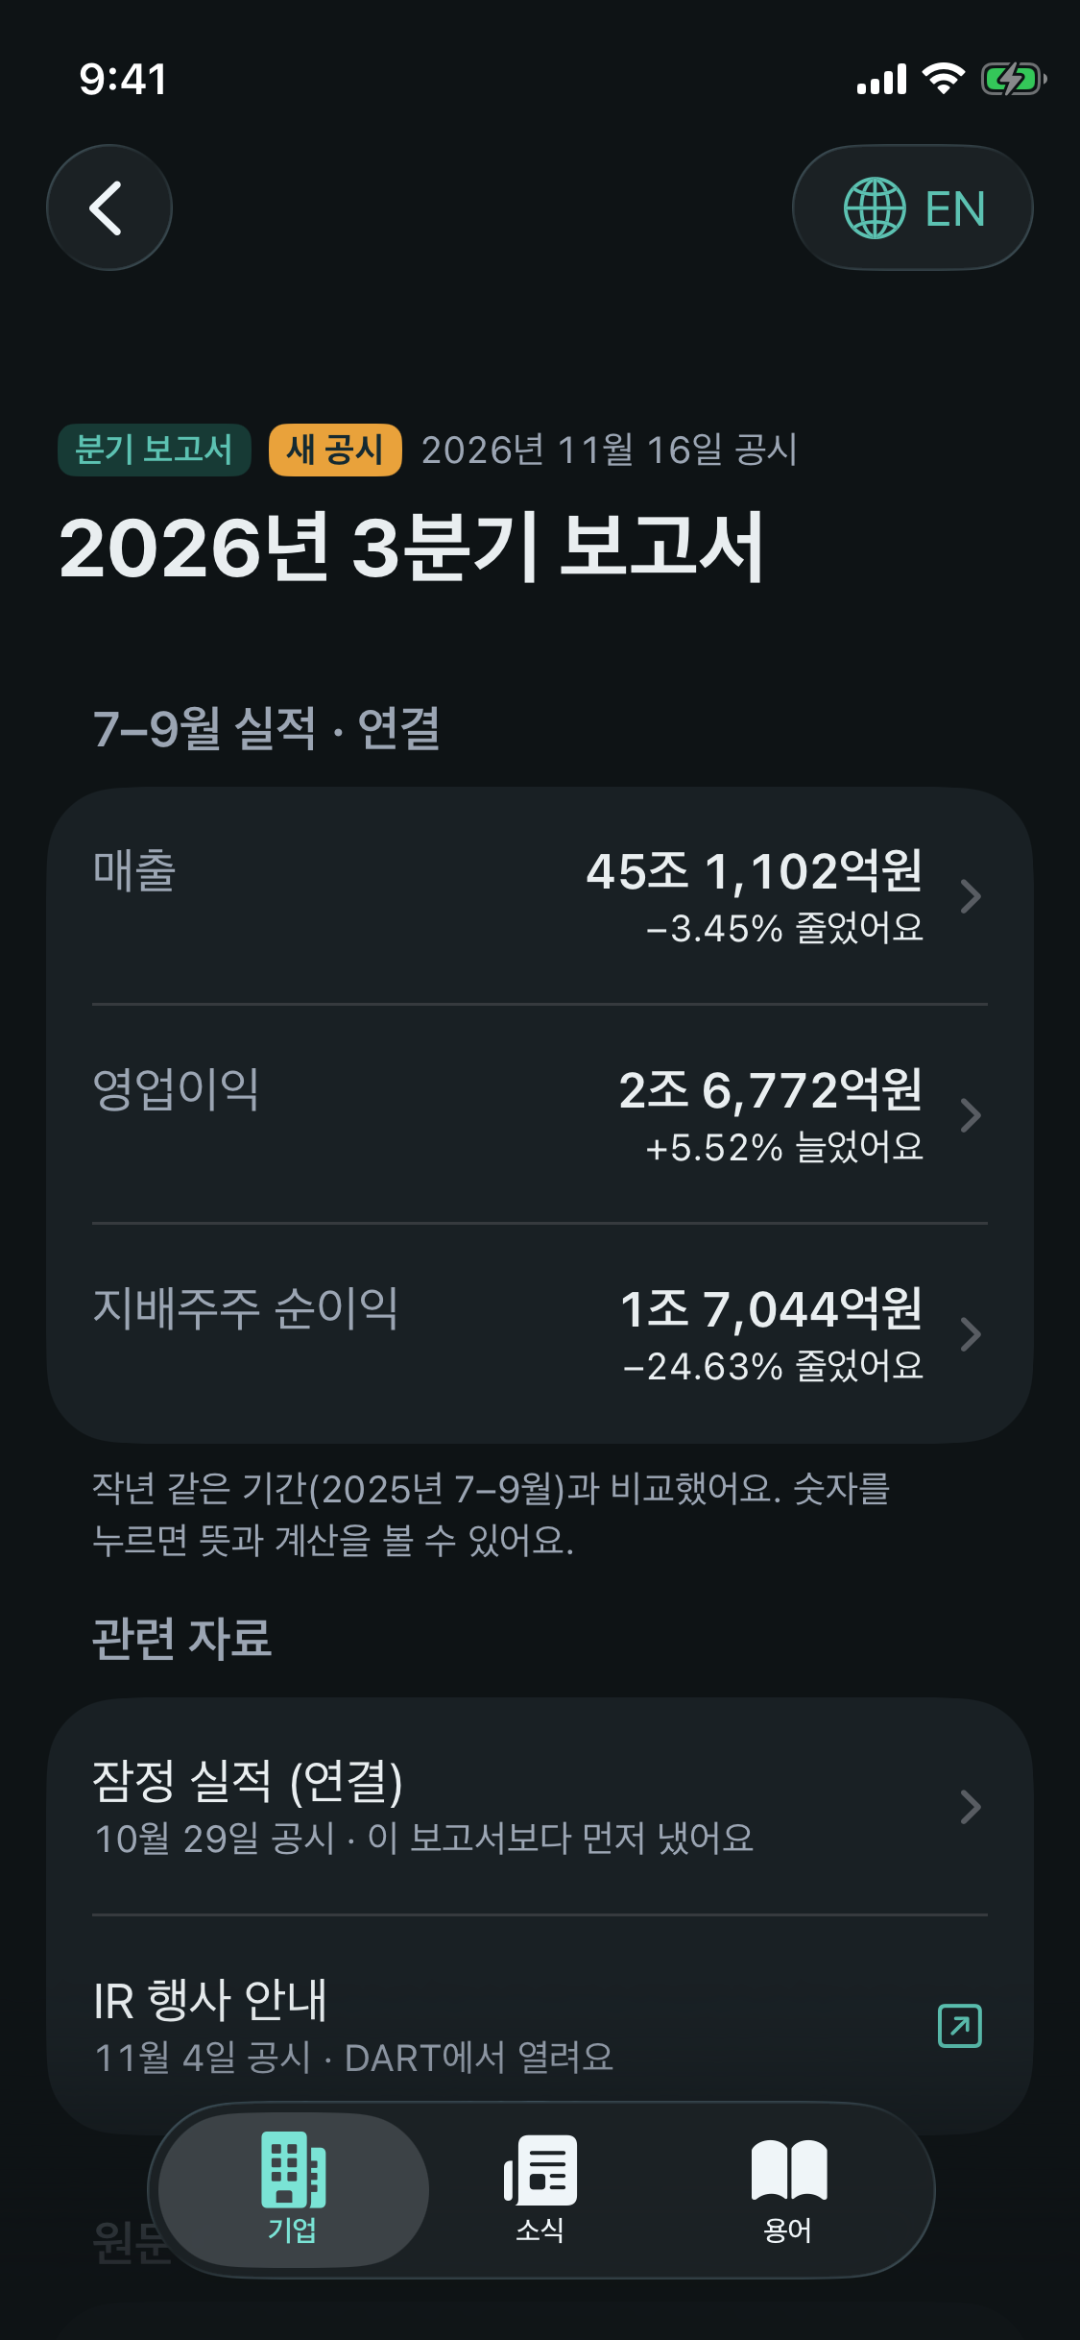 9:41
EN
분기 보고서 새 공시 2026년 11월 16일 공시
2026년 3분기 보고서
7–9월 실적 · 연결
매출 45조 1,102억원
–3.45% 줄었어요
영업이익 2조 6,772억원
+5.52% 늘었어요
지배주주 순이익 1조 7,044억원
–24.63% 줄었어요
작년 같은 기간(2025년 7–9월)과 비교했어요. 숫자를
누르면 뜻과 계산을 볼 수 있어요.
관련 자료
잠정 실적 (연결)
10월 29일 공시 · 이 보고서보다 먼저 냈어요
IR 행사 안내
11월 4일 공시 · DART에서 열려요
기업 소식 용어